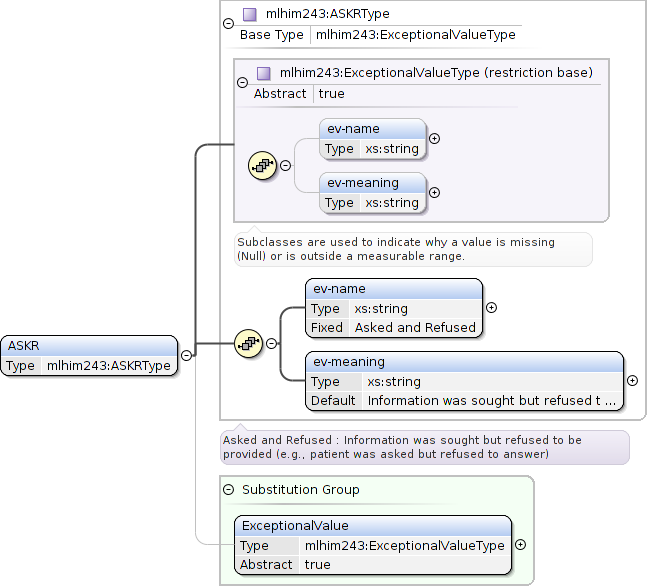 mlhim243:ASKRType
Base Type mlhim243:ExceptionalValueType
mlhim243:ExceptionalValueType (restriction base)
Abstract true
ev-name
Type xs:string
ev-meaning
Type xs:string
Subclasses are used to indicate why a value is missing
(Null) or is outside a measurable range.
ev-name
Type xs:string
Fixed Asked and Refused
ASKR
Type mlhim243:ASKRType
ev-meaning
Type xs:string
Default Information was sought but refused t ...
Asked and Refused : Information was sought but refused to be
provided (e.g., patient was asked but refused to answer)
Substitution Group
ExceptionalValue
Type mlhim243:ExceptionalValueType
Abstract true